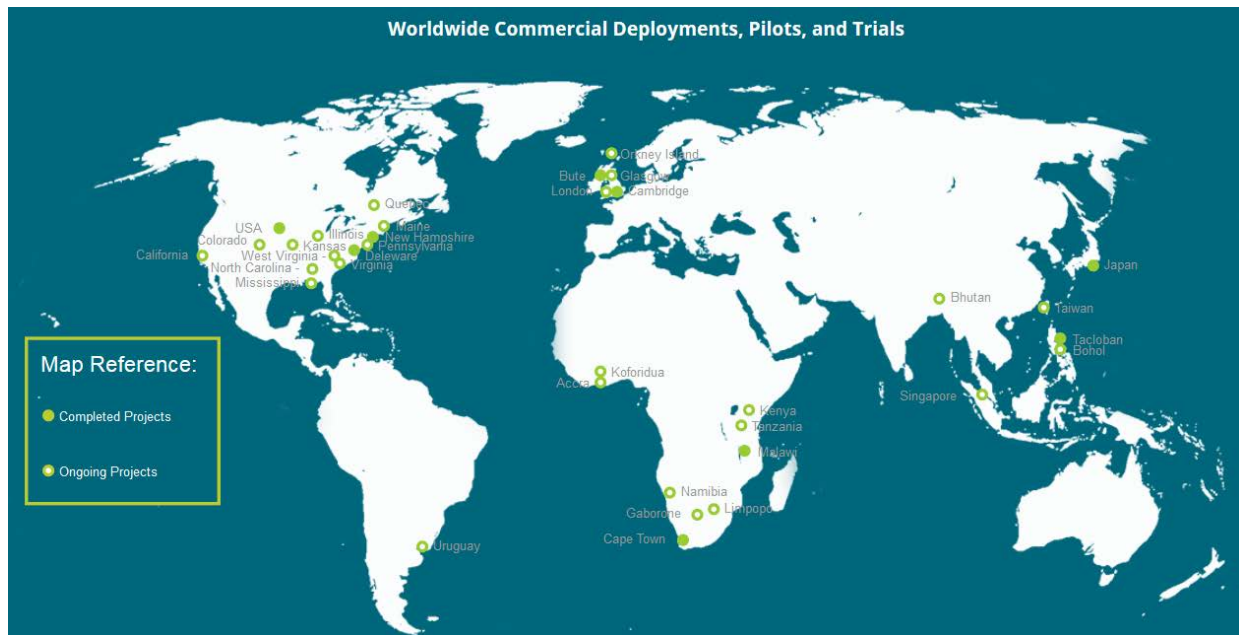 Worldwide Commercial Deployments, Pilots, and Trials
Orkney Island
Bute
Glasgow
London
Cambridge
Quebec
USA
Maine
Illinois
New Hampshire
Colorado
Kansas
Pennsylvania
California
West Virginia -
Deleware
North Carolina -
Virginia
Mississippi
Japan
Bhutan
Taiwan
Tacloban
Bohol
Singapore
Koforidua
Accra
Kenya
Tanzania
Malawi
Namibia
Limpopo
Gaborone
Cape Town
Uruguay
Map Reference:
Completed Projects
Ongoing Projects